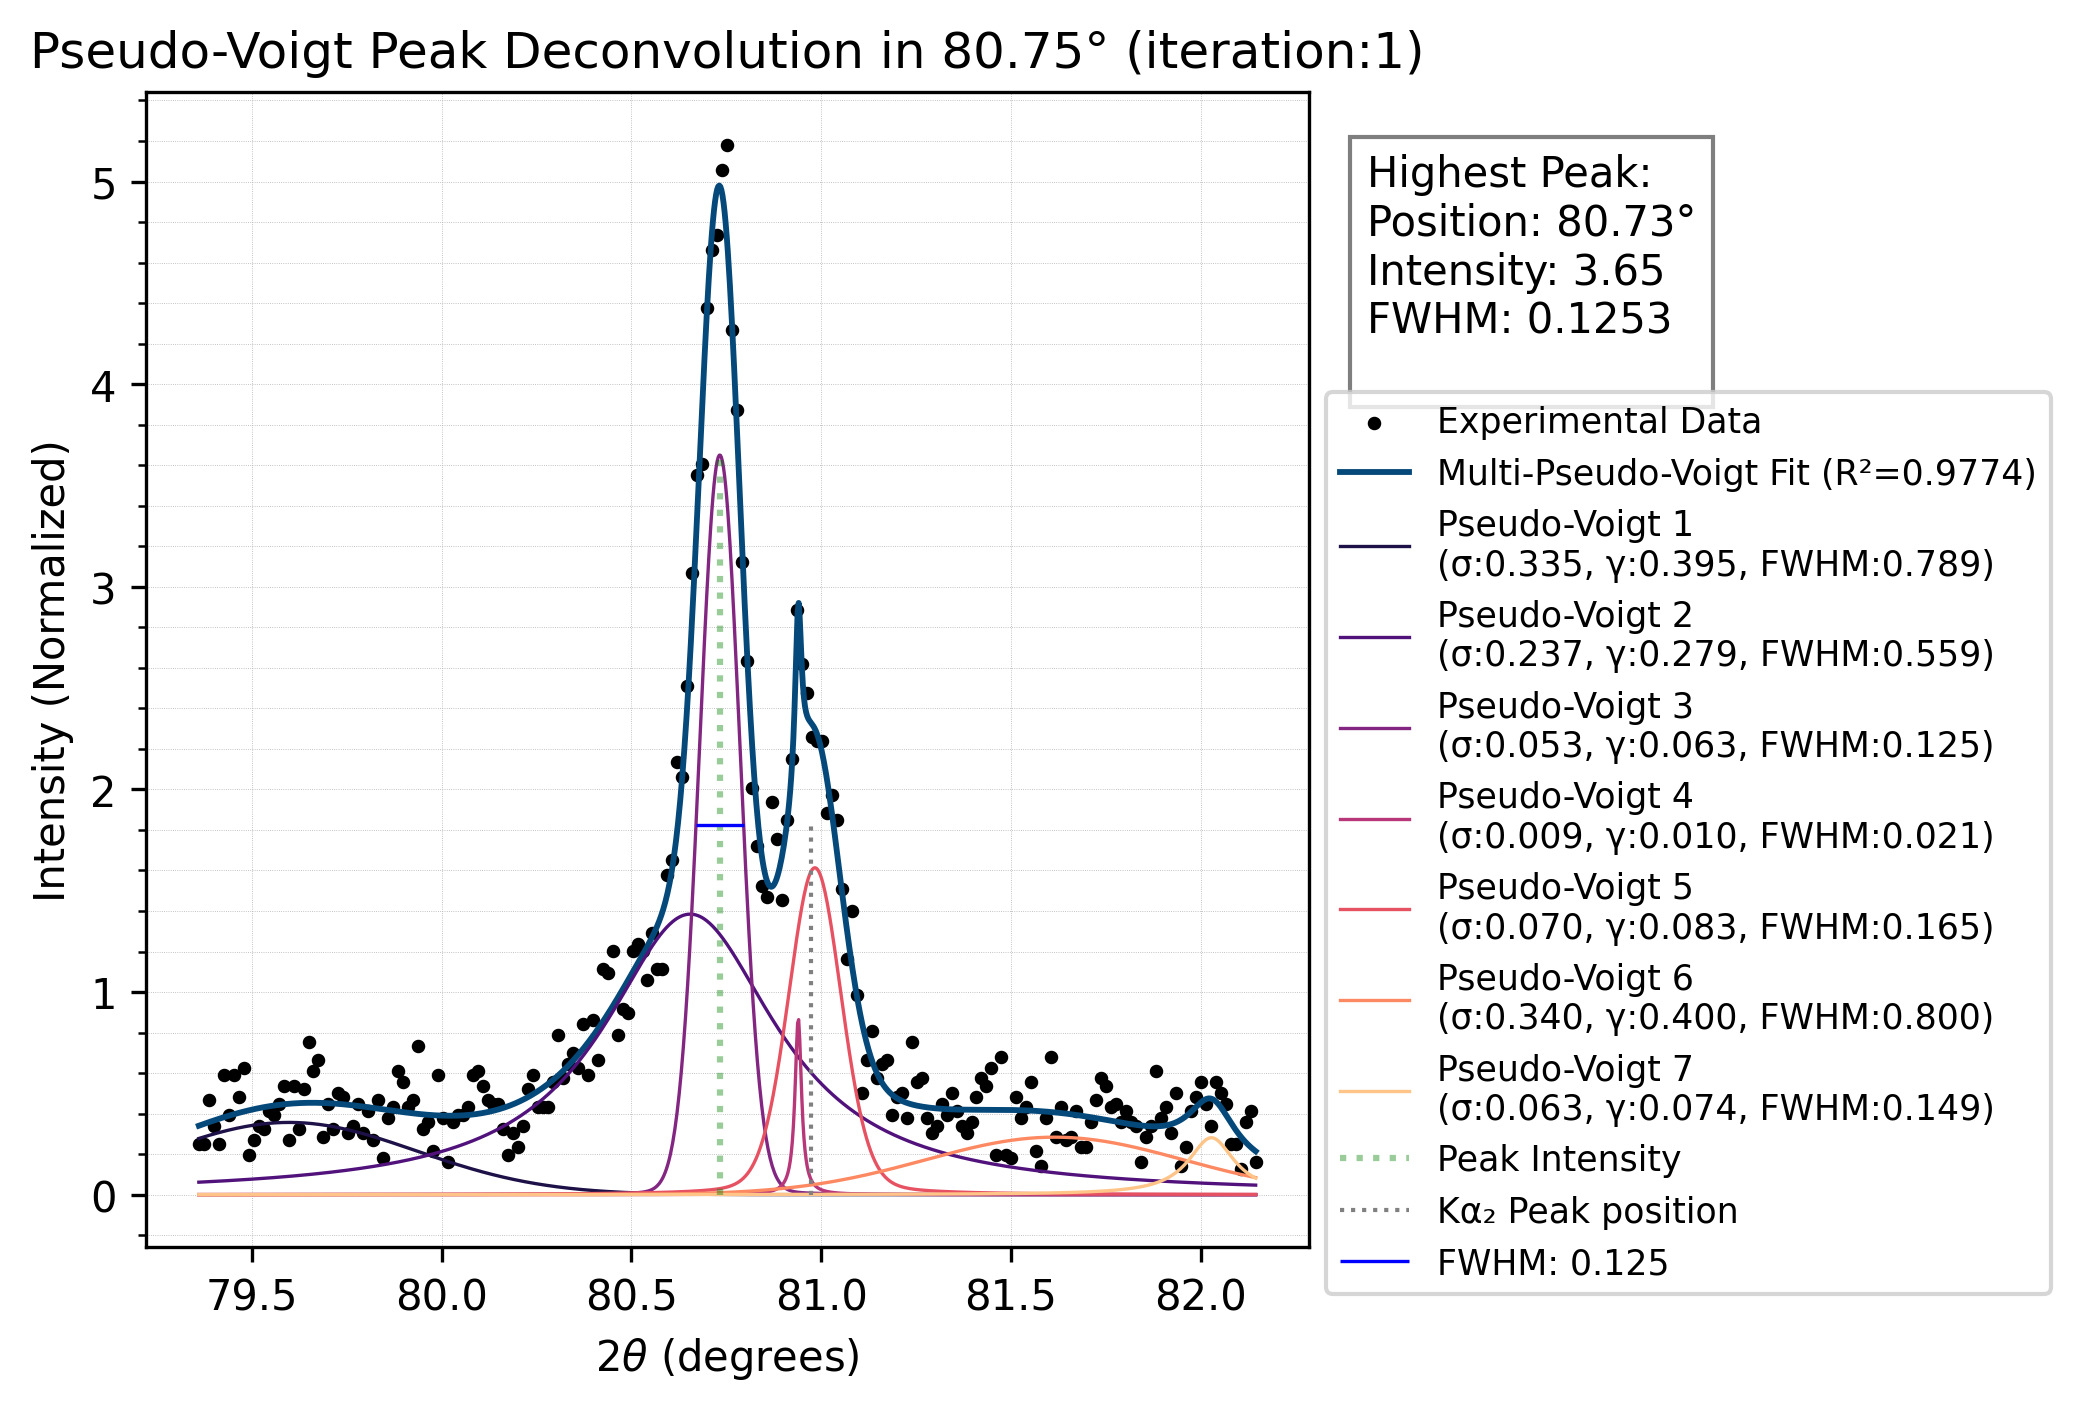 Pseudo-Voigt Peak Deconvolution in 80.75° (iteration:1)
Intensity (Normalized)
5
4
3
2
1
0
79.5
80.0
80.5
81.0
81.5
82.0
2θ (degrees)
Highest Peak:
Position: 80.73°
Intensity: 3.65
FWHM: 0.1253
Experimental Data
Multi-Pseudo-Voigt Fit (R²=0.9774)
Pseudo-Voigt 1
(σ:0.335, γ:0.395, FWHM:0.789)
Pseudo-Voigt 2
(σ:0.237, γ:0.279, FWHM:0.559)
Pseudo-Voigt 3
(σ:0.053, γ:0.063, FWHM:0.125)
Pseudo-Voigt 4
(σ:0.009, γ:0.010, FWHM:0.021)
Pseudo-Voigt 5
(σ:0.070, γ:0.083, FWHM:0.165)
Pseudo-Voigt 6
(σ:0.340, γ:0.400, FWHM:0.800)
Pseudo-Voigt 7
(σ:0.063, γ:0.074, FWHM:0.149)
Peak Intensity
Kα₂ Peak position
FWHM: 0.125